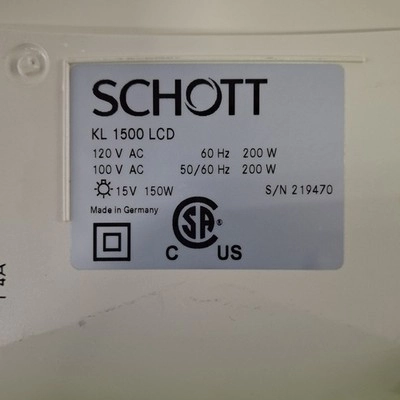 SCHOTT
KL 1500 LCD
120 V AC 60 Hz 200 W
100 V AC 50/60 Hz 200 W
15V 150W S/N 219470
Made in Germany
SA ®
C US